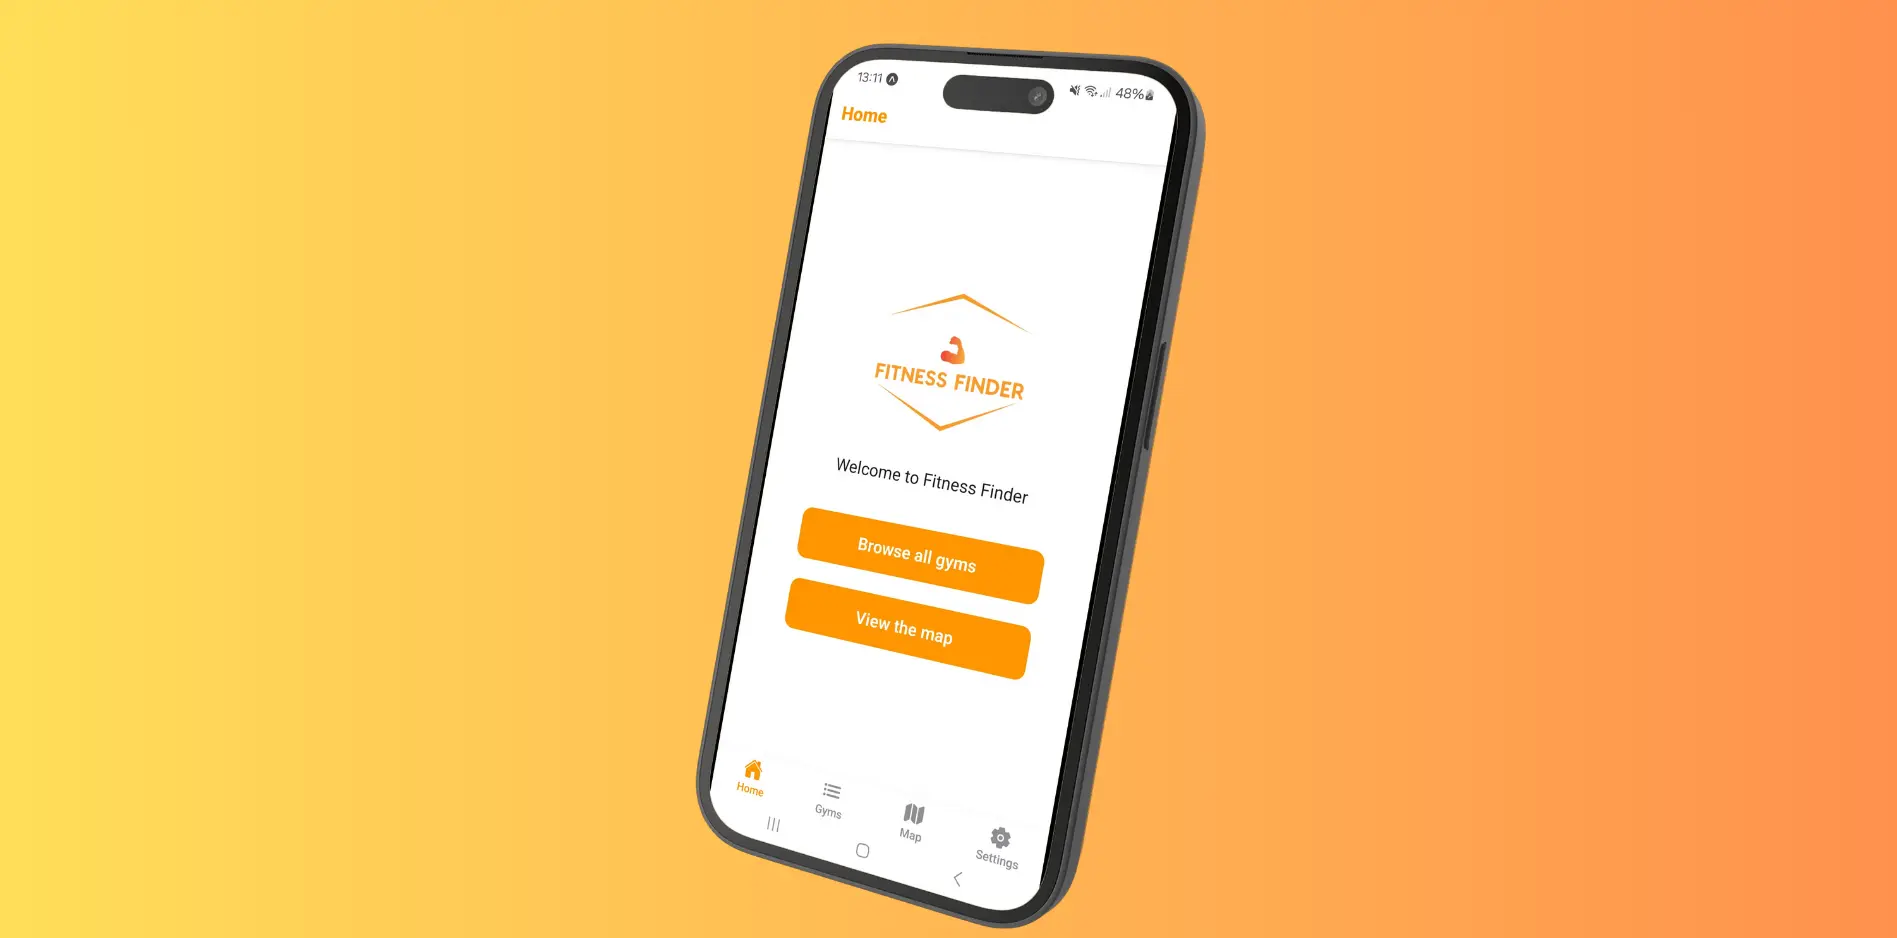 13:11
48%
Home
FITNESS FINDER
Welcome to Fitness Finder
Browse all gyms
View the map
Home
Gyms
Map
Settings